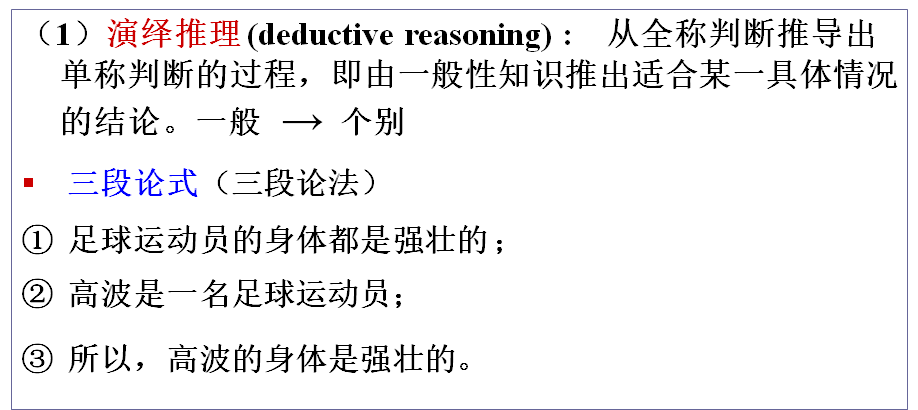 （1）演绎推理(deductive reasoning)： 从全称判断推导出
单称判断的过程，即由一般性知识推出适合某一具体情况
的结论。一般 → 个别
▪ 三段论式（三段论法）
① 足球运动员的身体都是强壮的；
② 高波是一名足球运动员；
③ 所以，高波的身体是强壮的。